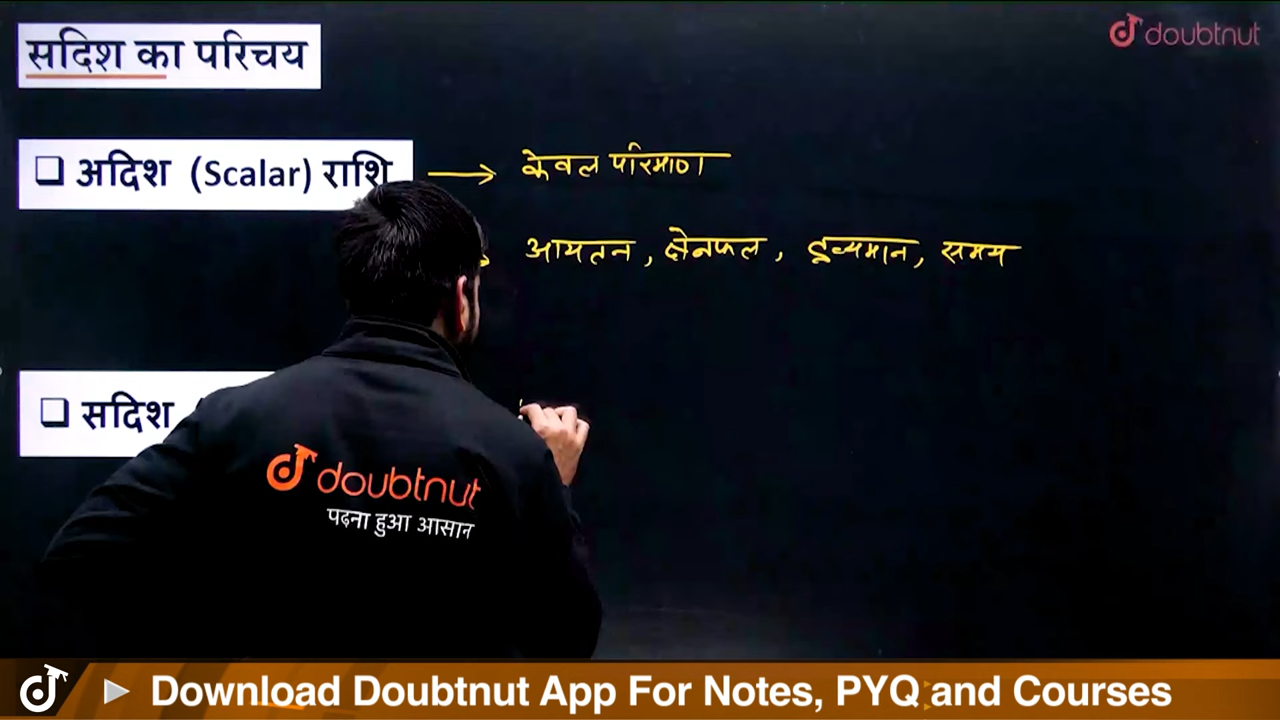 सदिश का परिचय
doubtnut
❑ अदिश (Scalar) राशि → केवल परिमाण
आयतन, क्षेत्रफल, द्रव्यमान, समय
❑ सदिश
doubtnut
पढ़ना हुआ आसान
Download Doubtnut App For Notes, PYQ and Courses